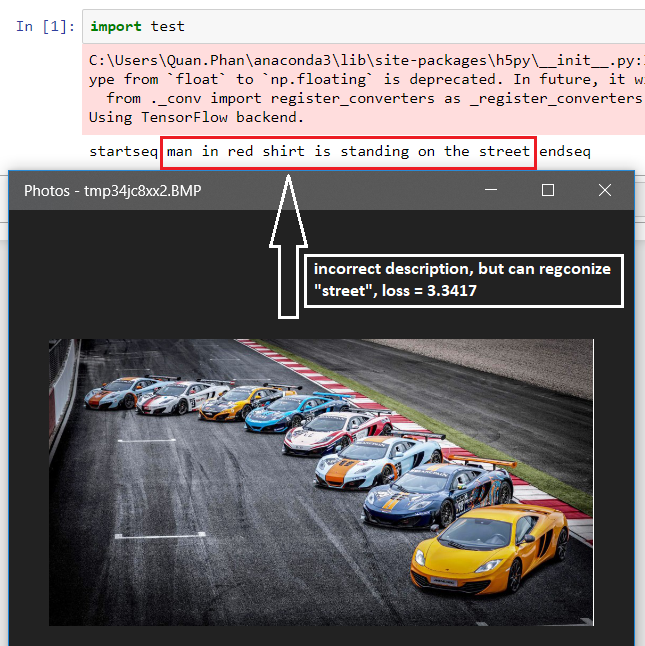 In [1]: import test
C:\Users\Quan.Phan\anaconda3\lib\site-packages\h5py\__init__.py:
ype from `float` to `np.floating` is deprecated. In future, it wi
from ._conv import register_converters as _register_converters
Using TensorFlow backend.
startseq man in red shirt is standing on the street endseq
Photos - tmp34jc8xx2.BMP
incorrect description, but can regconize
"street", loss = 3.3417